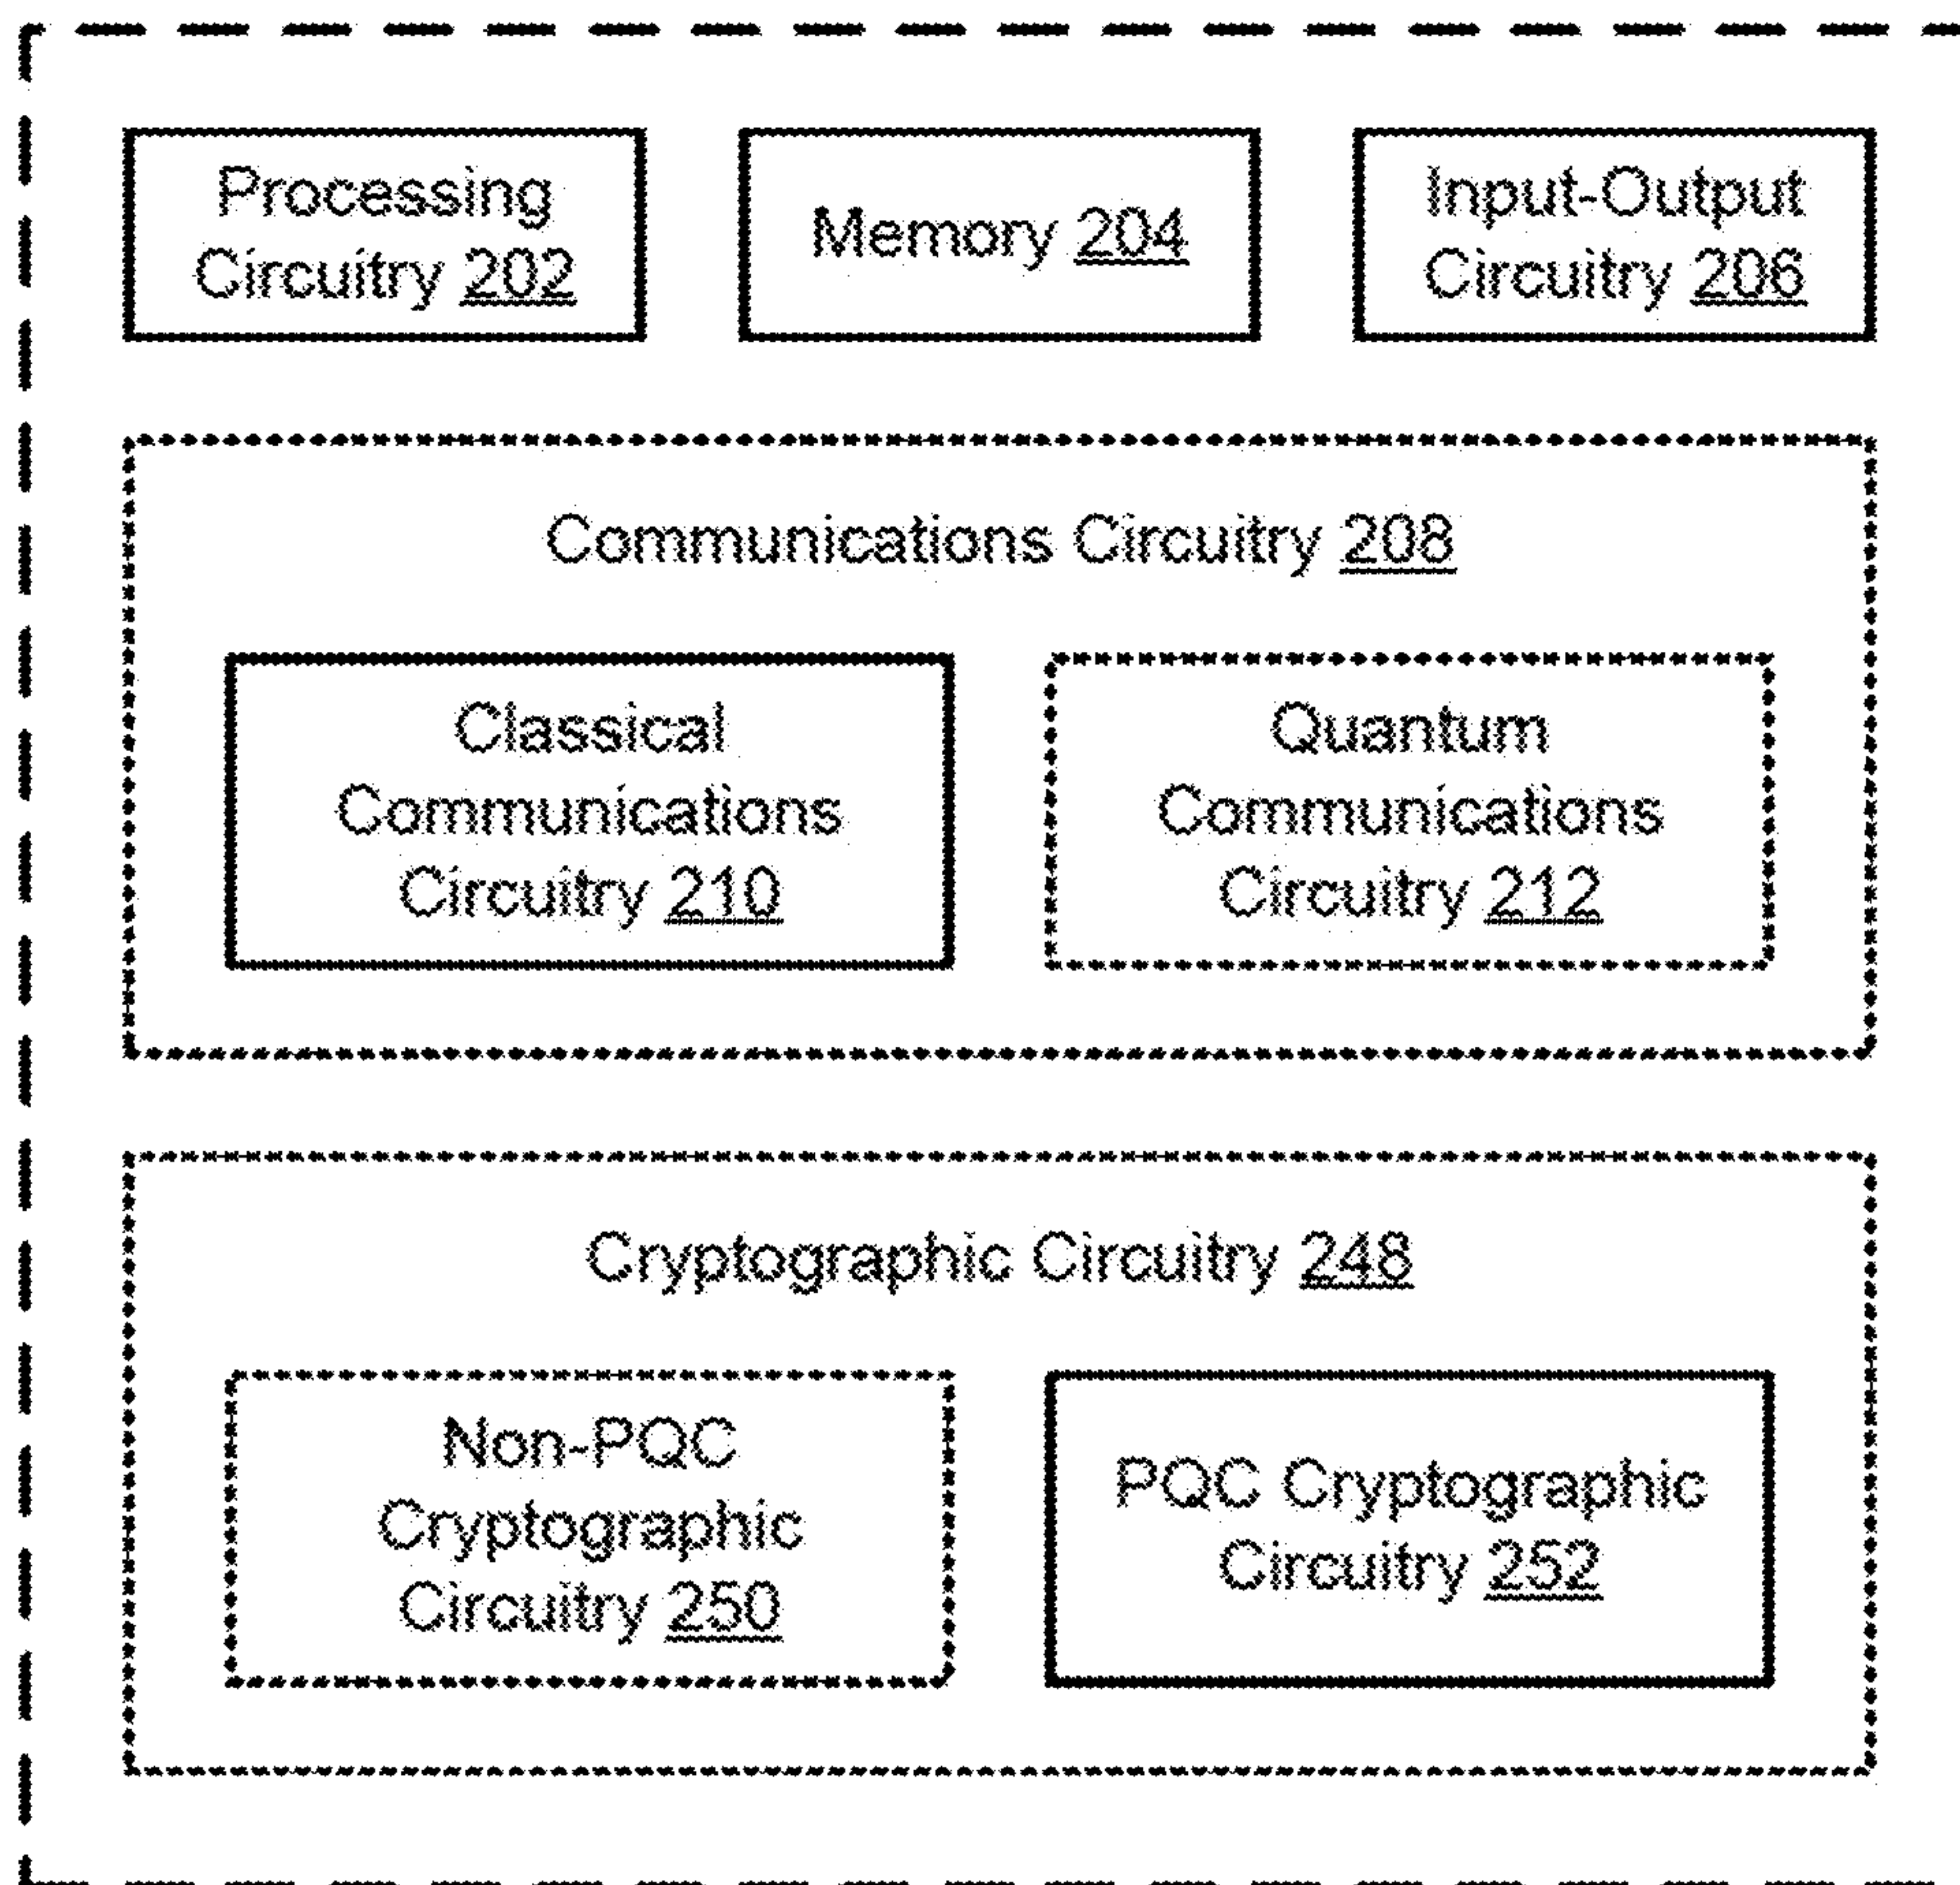 Processing
Circuitry 202
Memory 204
Input-Output
Circuitry 206
Communications Circuitry 208
Classical
Communications
Circuitry 210
Quantum
Communications
Circuitry 212
Cryptographic Circuitry 248
Non-PQC
Cryptographic
Circuitry 250
PQC Cryptographic
Circuitry 252